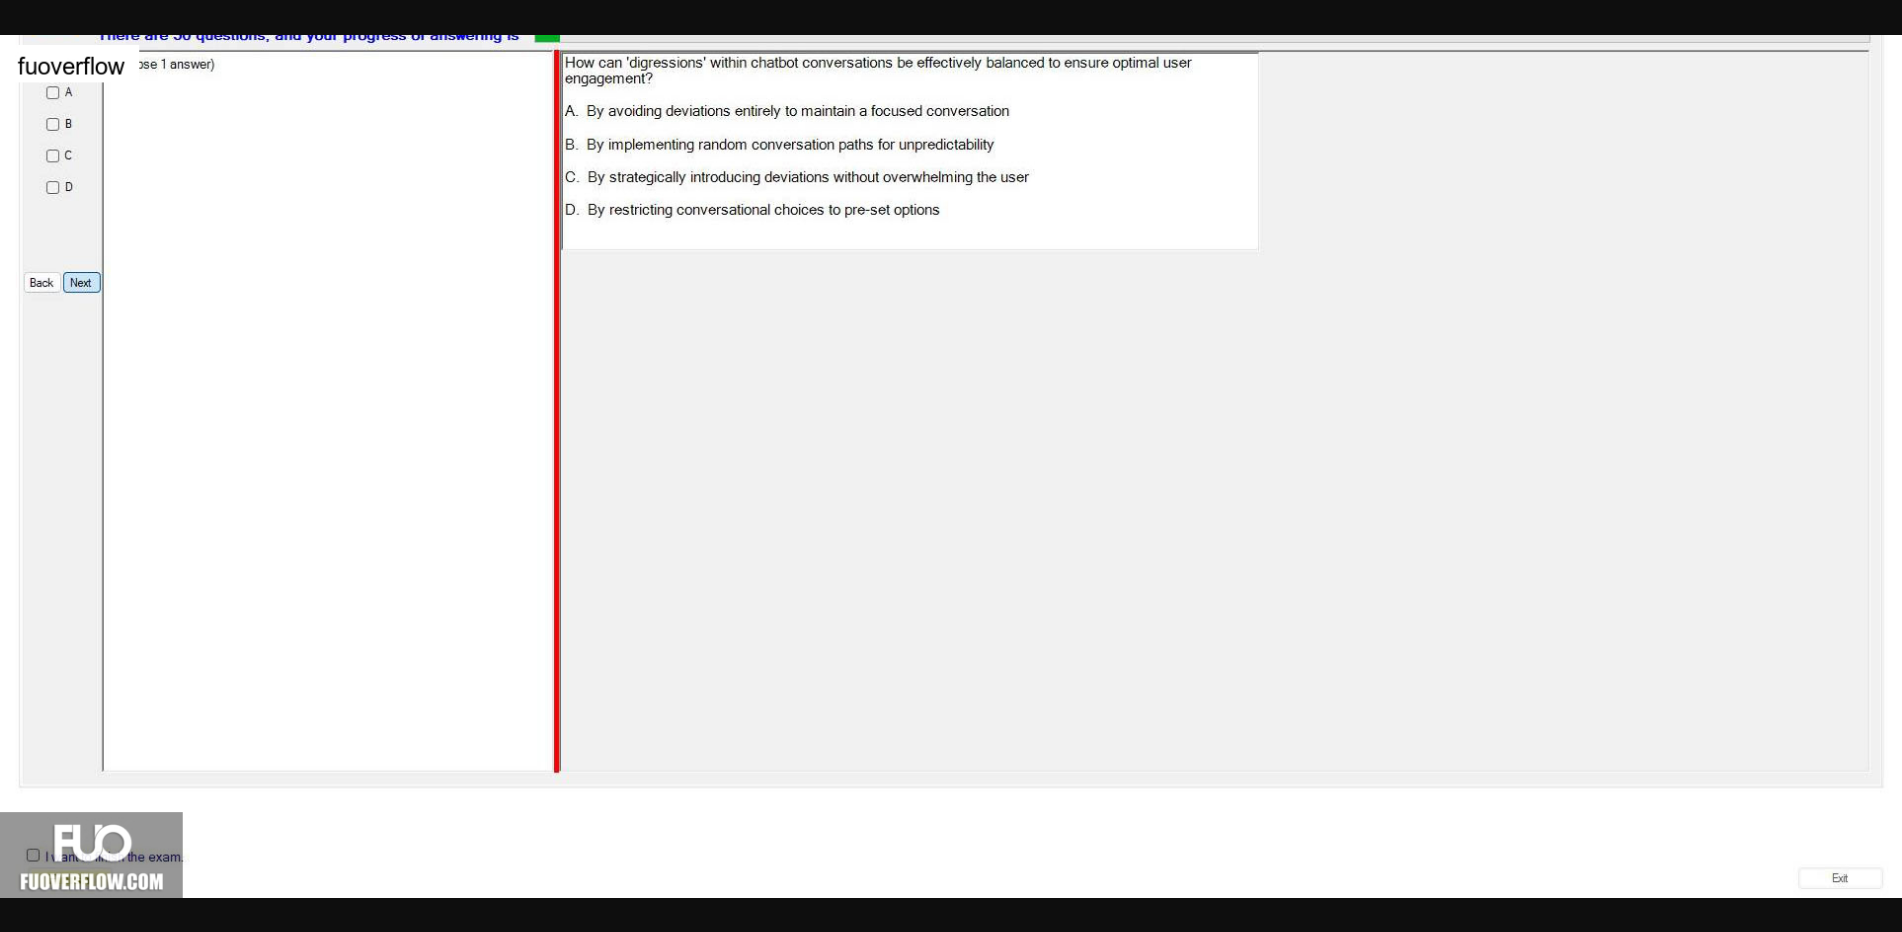 There are 50 questions, and your progress of answering is
fuoverflow
ose 1 answer)
A
B
C
D
Back Next
How can 'digressions' within chatbot conversations be effectively balanced to ensure optimal user
engagement?
A. By avoiding deviations entirely to maintain a focused conversation
B. By implementing random conversation paths for unpredictability
C. By strategically introducing deviations without overwhelming the user
D. By restricting conversational choices to pre-set options
FUO
I want the exam.
FUOVERFLOW.COM
Exit